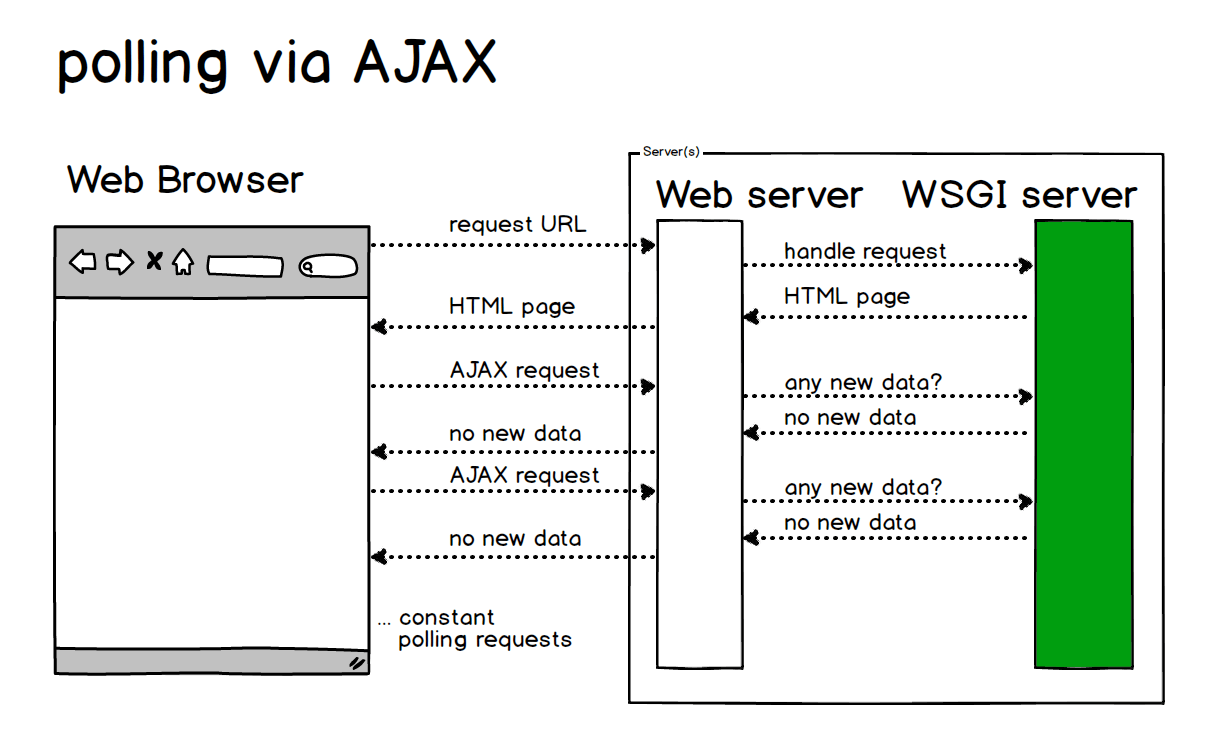 polling via AJAX
Server(s)
Web Browser
Web server
WSGI server
request URL
handle request
HTML page
HTML page
AJAX request
any new data?
no new data
no new data
AJAX request
any new data?
no new data
no new data
... constant
polling requests